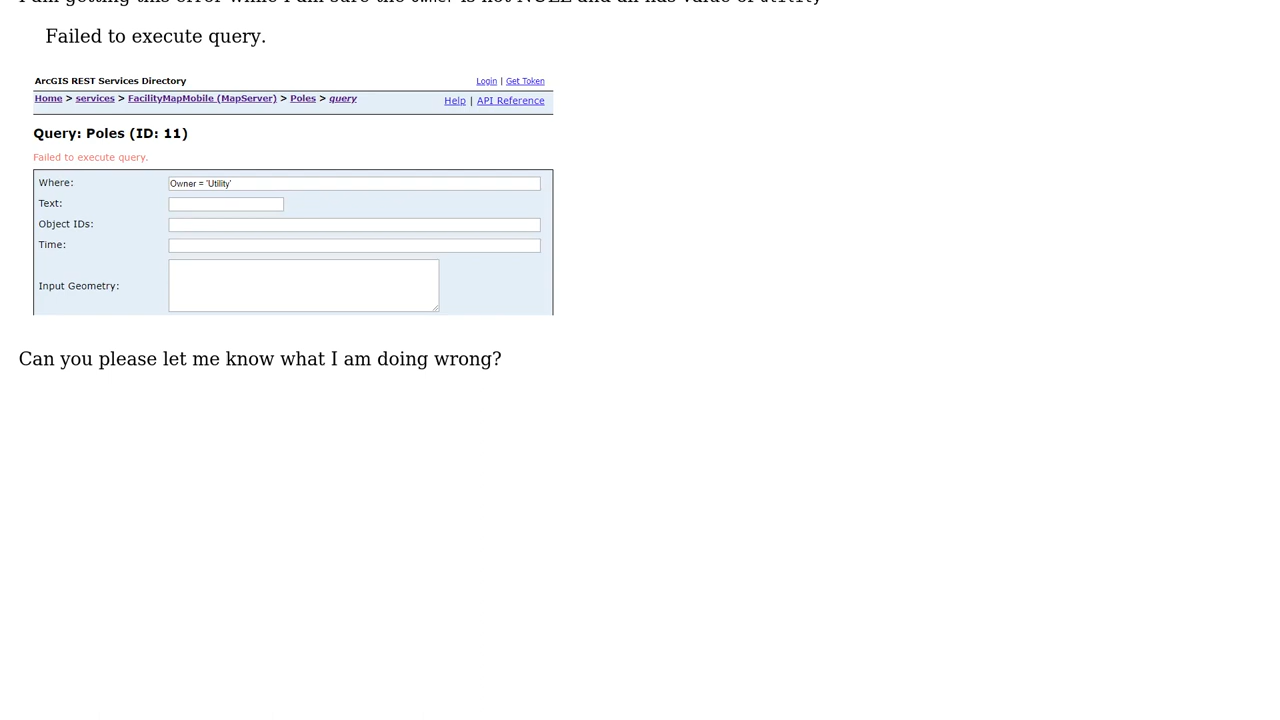 Failed to execute query.
ArcGIS REST Services Directory
Login | Get Token
Home > services > FacilityMapMobile (MapServer) > Poles > query
Help | API Reference
Query: Poles (ID: 11)
Failed to execute query.
Where: Owner = 'Utility'
Text:
Object IDs:
Time:
Input Geometry:
Can you please let me know what I am doing wrong?